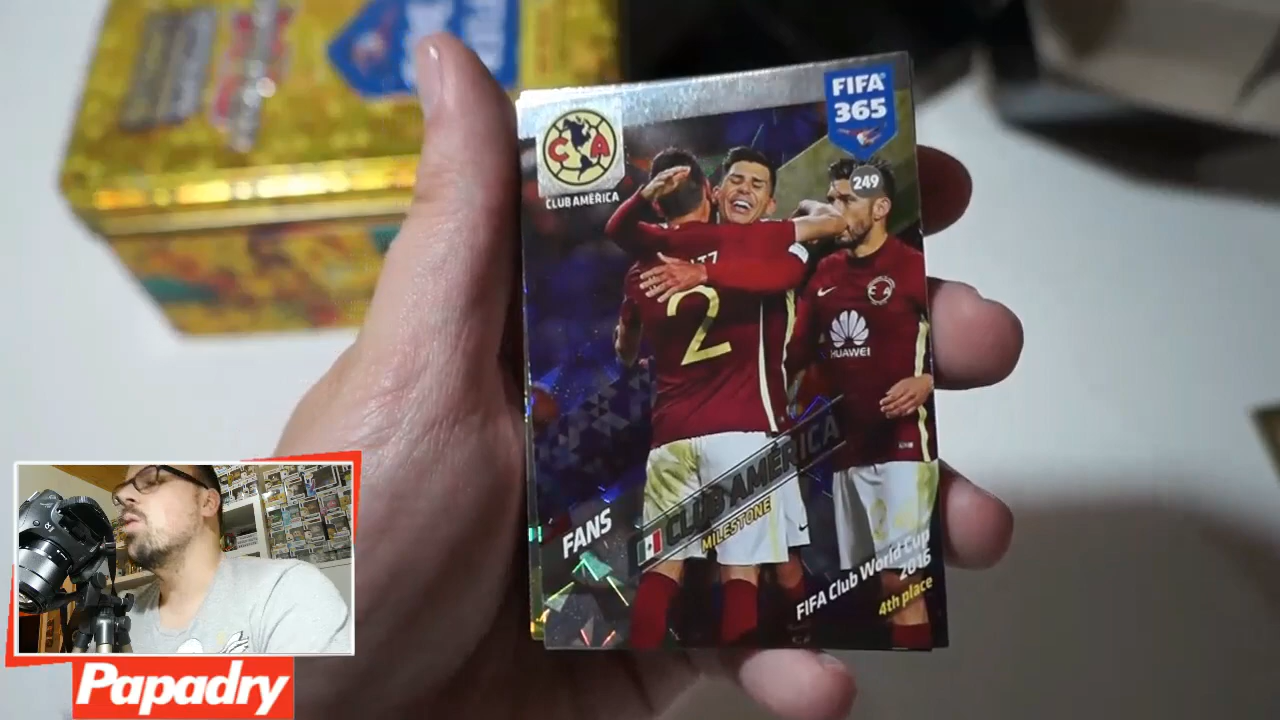 FIFA
365
249
CA
CLUB AMÉRICA
2
HUAWEI
FANS
CLUB AMÉRICA
MILESTONE
FIFA Club World Cup
2016
4th place
Papadry